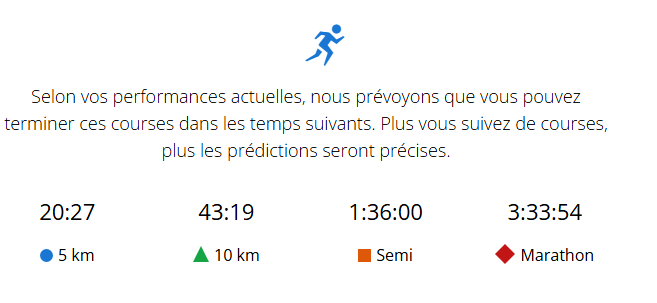 Selon vos performances actuelles, nous prévoyons que vous pouvez
terminer ces courses dans les temps suivants. Plus vous suivez de courses,
plus les prédictions seront précises.
20:27 43:19 1:36:00 3:33:54
5 km 10 km Semi Marathon